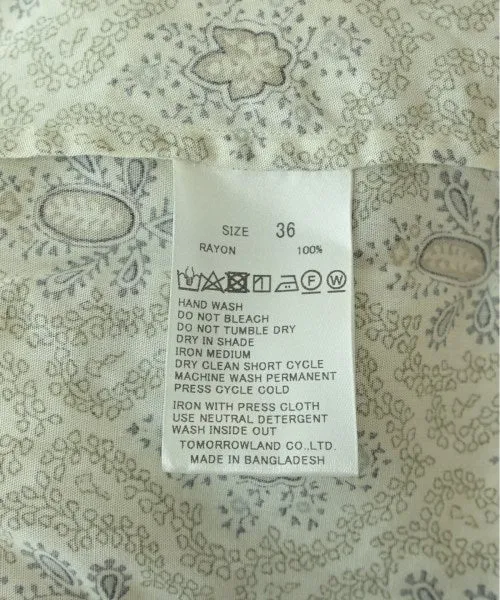 SIZE 36
RAYON 100%
F W
HAND WASH
DO NOT BLEACH
DO NOT TUMBLE DRY
DRY IN SHADE
IRON MEDIUM
DRY CLEAN SHORT CYCLE
MACHINE WASH PERMANENT
PRESS CYCLE COLD
IRON WITH PRESS CLOTH
USE NEUTRAL DETERGENT
WASH INSIDE OUT
TOMORROWLAND CO.,LTD.
MADE IN BANGLADESH